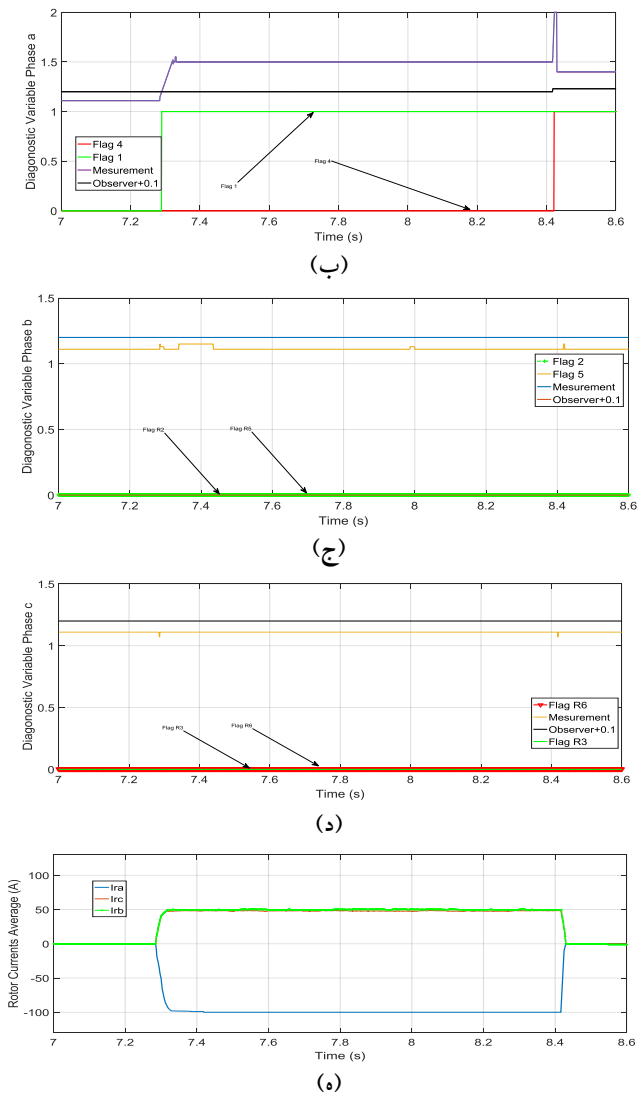 Diagonostic Variable Phase a
2
1.5
1
0.5
0
Flag 4
Flag 1
Mesurement
Observer+0.1
Flag 1
Flag 4
7 7.2 7.4 7.6 7.8 8 8.2 8.4 8.6
Time (s)
(ب)
Diagonostic Variable Phase b
1.5
1
0.5
0
Flag 2
Flag 5
Mesurement
Observer+0.1
Flag R2
Flag R5
7 7.2 7.4 7.6 7.8 8 8.2 8.4 8.6
Time (s)
(ج)
Diagonostic Variable Phase c
1.5
1
0.5
0
Flag R6
Mesurement
Observer+0.1
Flag R3
Flag R3
Flag R6
7 7.2 7.4 7.6 7.8 8 8.2 8.4 8.6
Time (s)
(د)
Rotor Currents Average (A)
100
50
0
-50
-100
Ira
Irc
Irb
7 7.2 7.4 7.6 7.8 8 8.2 8.4 8.6
Time (s)
(ه)